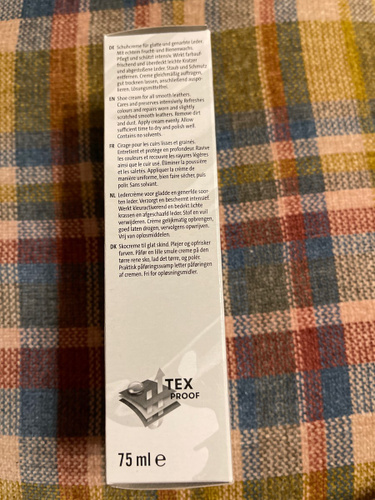 DE Schuhcreme für glatte und genarbte Leder.
Mit echtem Frucht- und Bienenwachs.
Pflegt und schützt intensiv. Wirkt farbauf-
frischend und überdeckt leichte Kratzer
und abgestoßene Leder. Staub und Schmutz
entfernen. Creme gleichmäßig auftragen,
gut trocknen lassen, anschließend auspo-
lieren. Lösungsmittelfrei.
EN Shoe cream for all smooth leathers.
Cares and preserves intensively. Refreshes
colours and repairs worn and slightly
scratched smooth leathers. Remove dirt
and dust. Apply cream evenly. Allow
sufficient time to dry and polish well.
Contains no solvents.
FR Cirage pour les cuirs lisses et grainés.
Entretient et protège en profondeur. Ravive
les couleurs et recouvre les rayures légères
ainsi que le cuir usé. Éliminer la poussière
et les saletés. Appliquer la crème de
manière uniforme, bien faire sécher, puis
polir. Sans solvant.
NL Ledercrème voor gladde en generfde soor-
ten leder. Verzorgt en beschermt intensief.
Werkt kleuractiverend en bedekt lichte
krassen en afgeschaafd leder. Stof en vuil
verwijderen. Crème gelijkmatig opbrengen,
goed laten drogen, vervolgens opwrijven.
Vrij van oplosmiddelen.
DK Skocreme til glat skind. Plejer og opfrisker
farven. Påfør en lille smule creme på den
tørre rene sko, lad det tørre, og polér.
Praktisk påføringssvamp letter påføringen
af cremen. Fri for opløsningsmidler.
TEX
PROOF
75 ml ℮